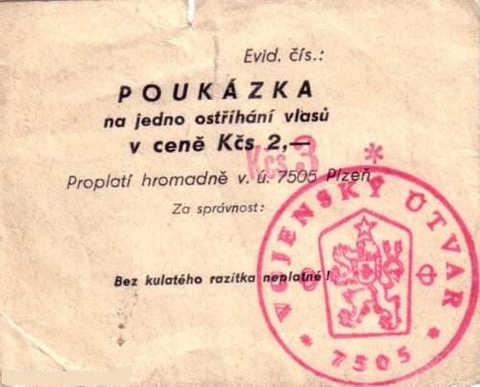 Evid. čís.:
POUKÁZKA
na jedno ostříhání vlasů
v ceně Kčs 2,—
Kčs 3
Proplatí hromadně v. ú. 7505 Plzeň
Za správnost:
Bez kulatého razítka neplatné!
* VOJENSKÝ ÚTVAR *
7505